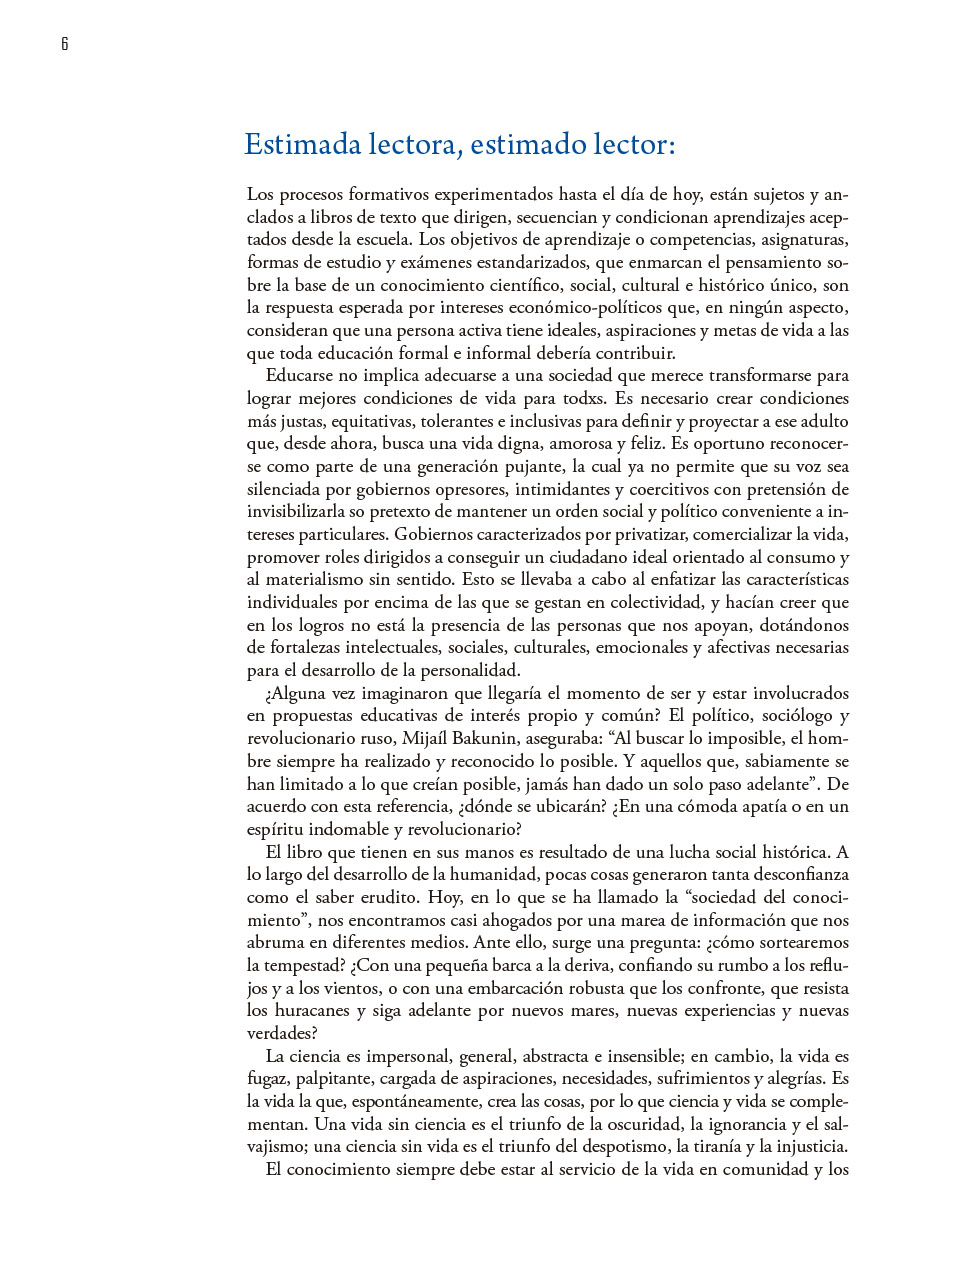 6
Estimada lectora, estimado lector:
Los procesos formativos experimentados hasta el día de hoy, están sujetos y an-
clados a libros de texto que dirigen, secuencian y condicionan aprendizajes acep-
tados desde la escuela. Los objetivos de aprendizaje o competencias, asignaturas,
formas de estudio y exámenes estandarizados, que enmarcan el pensamiento so-
bre la base de un conocimiento científico, social, cultural e histórico único, son
la respuesta esperada por intereses económico-políticos que, en ningún aspecto,
consideran que una persona activa tiene ideales, aspiraciones y metas de vida a las
que toda educación formal e informal debería contribuir.
Educarse no implica adecuarse a una sociedad que merece transformarse para
lograr mejores condiciones de vida para todxs. Es necesario crear condiciones
más justas, equitativas, tolerantes e inclusivas para definir y proyectar a ese adulto
que, desde ahora, busca una vida digna, amorosa y feliz. Es oportuno reconocer-
se como parte de una generación pujante, la cual ya no permite que su voz sea
silenciada por gobiernos opresores, intimidantes y coercitivos con pretensión de
invisibilizarla so pretexto de mantener un orden social y político conveniente a in-
tereses particulares. Gobiernos caracterizados por privatizar, comercializar la vida,
promover roles dirigidos a conseguir un ciudadano ideal orientado al consumo y
al materialismo sin sentido. Esto se llevaba a cabo al enfatizar las características
individuales por encima de las que se gestan en colectividad, y hacían creer que
en los logros no está la presencia de las personas que nos apoyan, dotándonos
de fortalezas intelectuales, sociales, culturales, emocionales y afectivas necesarias
para el desarrollo de la personalidad.
¿Alguna vez imaginaron que llegaría el momento de ser y estar involucrados
en propuestas educativas de interés propio y común? El político, sociólogo y
revolucionario ruso, Mijaíl Bakunin, aseguraba: “Al buscar lo imposible, el hom-
bre siempre ha realizado y reconocido lo posible. Y aquellos que, sabiamente se
han limitado a lo que creían posible, jamás han dado un solo paso adelante”. De
acuerdo con esta referencia, ¿dónde se ubicarán? ¿En una cómoda apatía o en un
espíritu indomable y revolucionario?
El libro que tienen en sus manos es resultado de una lucha social histórica. A
lo largo del desarrollo de la humanidad, pocas cosas generaron tanta desconfianza
como el saber erudito. Hoy, en lo que se ha llamado la “sociedad del conoci-
miento”, nos encontramos casi ahogados por una marea de información que nos
abruma en diferentes medios. Ante ello, surge una pregunta: ¿cómo sortearemos
la tempestad? ¿Con una pequeña barca a la deriva, confiando su rumbo a los reflu-
jos y a los vientos, o con una embarcación robusta que los confronte, que resista
los huracanes y siga adelante por nuevos mares, nuevas experiencias y nuevas
verdades?
La ciencia es impersonal, general, abstracta e insensible; en cambio, la vida es
fugaz, palpitante, cargada de aspiraciones, necesidades, sufrimientos y alegrías. Es
la vida la que, espontáneamente, crea las cosas, por lo que ciencia y vida se comple-
mentan. Una vida sin ciencia es el triunfo de la oscuridad, la ignorancia y el sal-
vajismo; una ciencia sin vida es el triunfo del despotismo, la tiranía y la injusticia.
El conocimiento siempre debe estar al servicio de la vida en comunidad y los